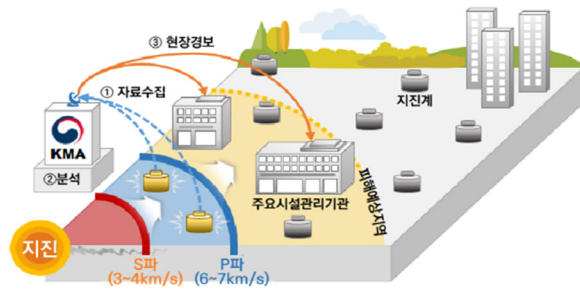 ③ 현장경보
① 자료수집
지진계
KMA
②분석
주요시설관리기관
피해예상지역
지진
S파
(3~4km/s)
P파
(6~7km/s)